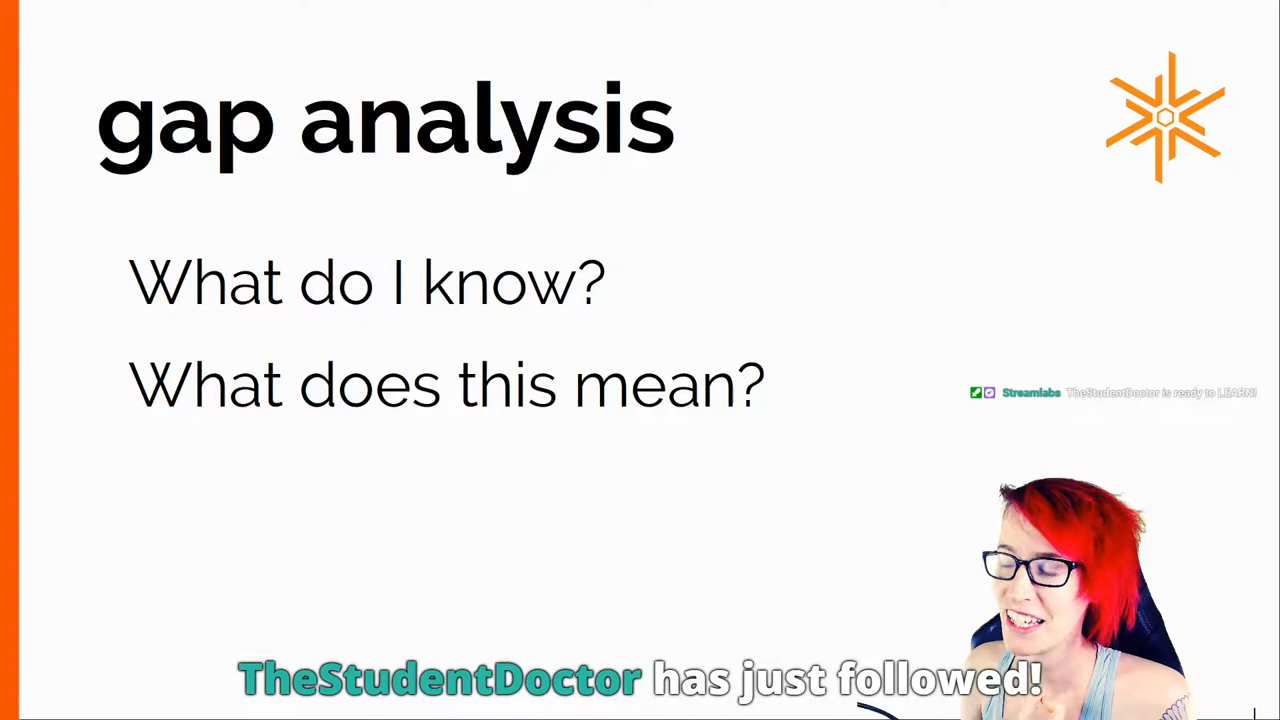 gap analysis
What do I know?
What does this mean?
Streamlabs TheStudentDoctor is ready to LEARN!
TheStudentDoctor has just followed!